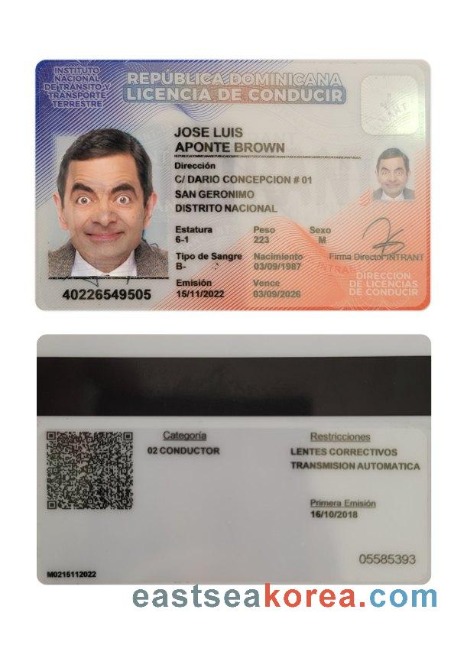 INSTITUTO
NACIONAL
DE TRANSITO Y
TRANSPORTE
TERRESTRE
REPÚBLICA DOMINICANA
LICENCIA DE CONDUCIR
JOSE LUIS
APONTE BROWN
Dirección
C/ DARIO CONCEPCION # 01
SAN GERONIMO
DISTRITO NACIONAL
Estatura Peso Sexo
6-1 223 M
Tipo de Sangre Nacimiento Firma Director INTRANT
B- 03/09/1987
Emisión Vence
15/11/2022 03/09/2026
40226549505
DIRECCION
DE LICENCIAS
DE CONDUCIR
Categoría Restricciones
02 CONDUCTOR LENTES CORRECTIVOS
TRANSMISION AUTOMATICA
Primera Emisión
16/10/2018
05585393
M0215112022
eastseakorea.com